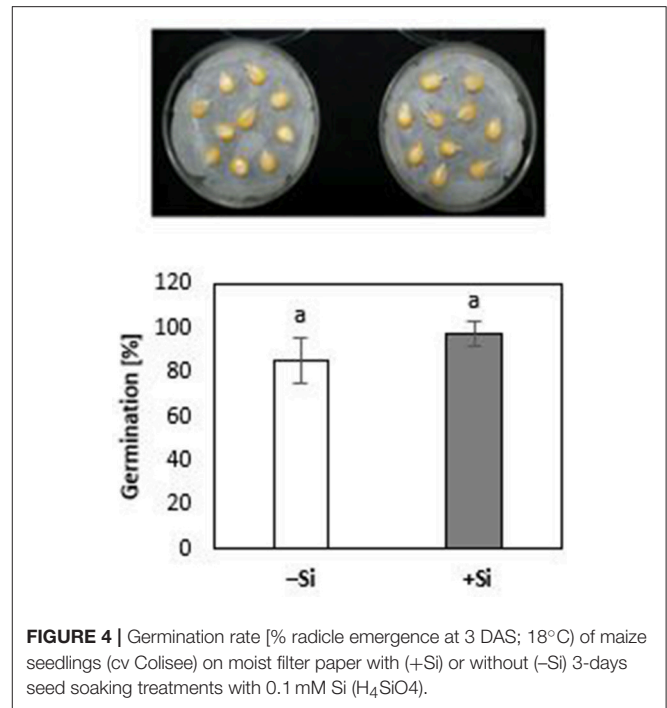 120
a
a
100
80
60
40
20
0
Germination [%]
–Si
+Si
FIGURE 4 | Germination rate [% radicle emergence at 3 DAS; 18°C) of maize
seedlings (cv Colisee) on moist filter paper with (+Si) or without (–Si) 3-days
seed soaking treatments with 0.1 mM Si (H₄SiO4).